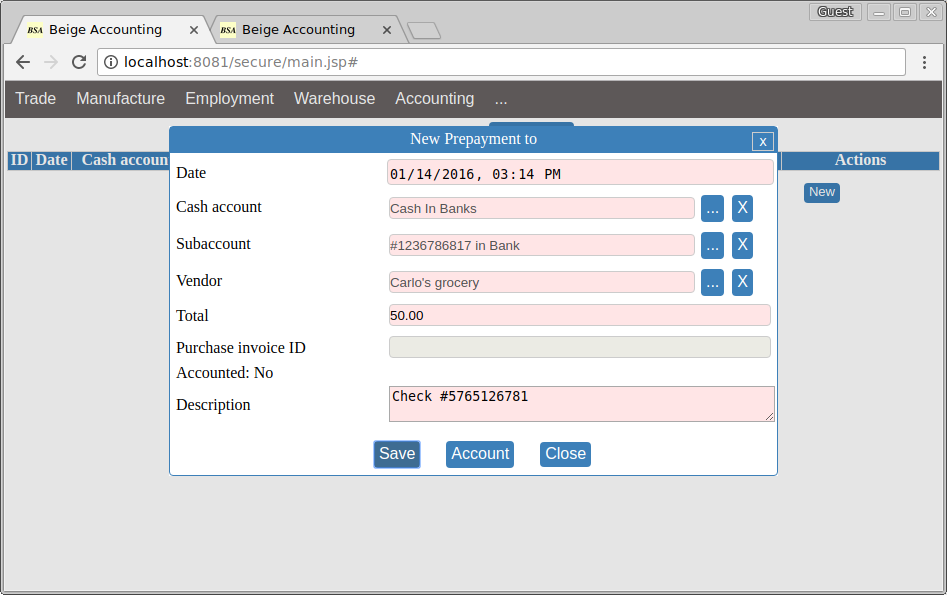 Guest
BSA Beige Accounting BSA Beige Accounting
localhost:8081/secure/main.jsp#
Trade Manufacture Employment Warehouse Accounting ...
New Prepayment to x
ID Date Cash accoun Actions
Date 01/14/2016, 03:14 PM
New
Cash account Cash In Banks ... X
Subaccount #1236786817 in Bank ... X
Vendor Carlo's grocery ... X
Total 50.00
Purchase invoice ID
Accounted: No
Description Check #5765126781
Save Account Close